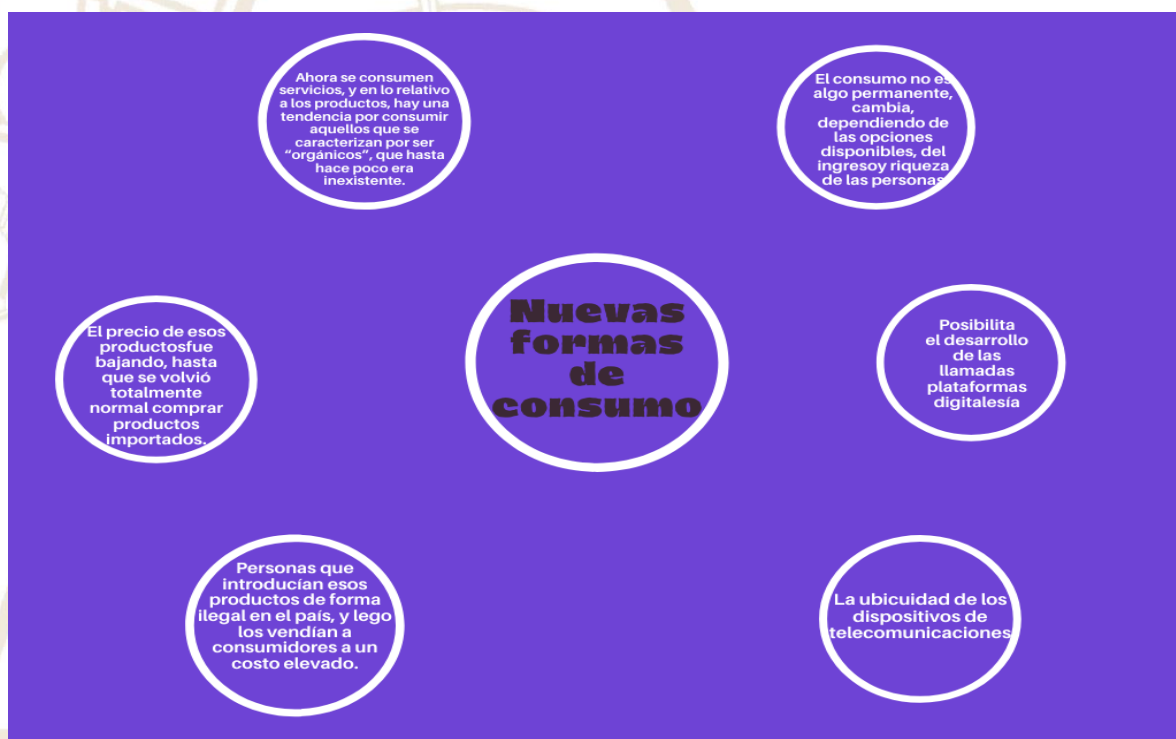 Ahora se consumen
servicios, y en lo relativo
a los productos, hay una
tendencia por consumir
aquellos que se
caracterizan por ser
“orgánicos”, que hasta
hace poco era
inexistente.
El consumo no es
algo permanente,
cambia,
dependiendo de
las opciones
disponibles, del
ingresoy riqueza
de las personas
Nuevas
formas
de
consumo
El precio de esos
productosfue
bajando, hasta
que se volvió
totalmente
normal comprar
productos
importados.
Posibilita
el desarrollo
de las
llamadas
plataformas
digitalesía
Personas que
introducían esos
productos de forma
ilegal en el país, y lego
los vendían a
consumidores a un
costo elevado.
La ubicuidad de los
dispositivos de
telecomunicaciones